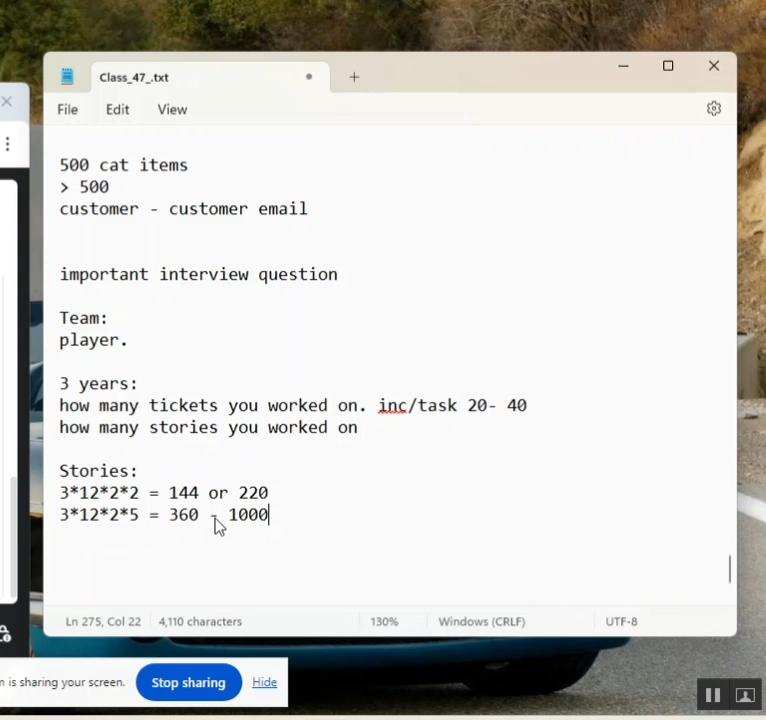 Class_47_.txt
File Edit View
500 cat items
> 500
customer - customer email
important interview question
Team:
player.
3 years:
how many tickets you worked on. inc/task 20- 40
how many stories you worked on
Stories:
3*12*2*2 = 144 or 220
3*12*2*5 = 360 - 1000
Ln 275, Col 22 4,110 characters 130% Windows (CRLF) UTF-8
is sharing your screen. Stop sharing Hide